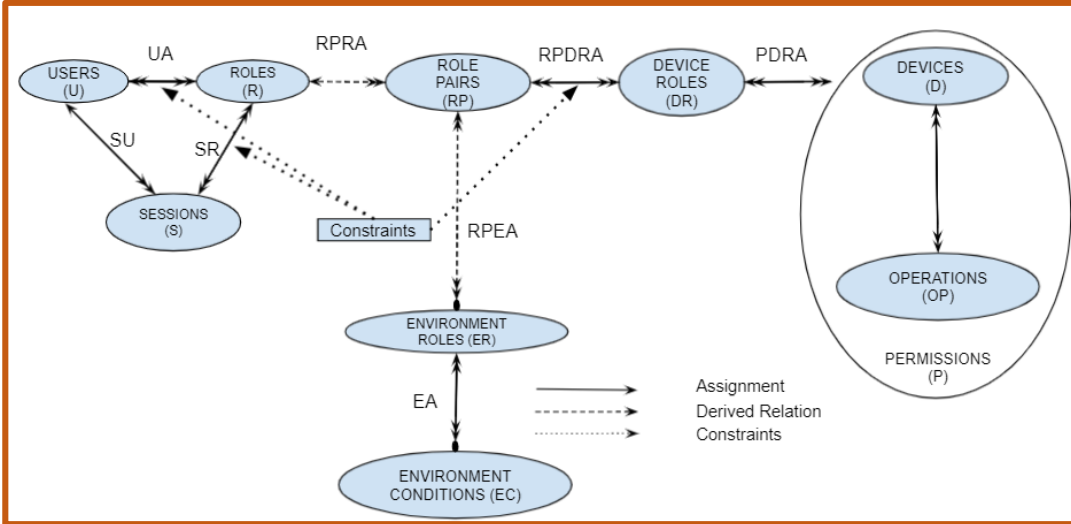 USERS
(U)
UA
ROLES
(R)
RPRA
ROLE
PAIRS
(RP)
RPDRA
DEVICE
ROLES
(DR)
PDRA
DEVICES
(D)
SU
SR
SESSIONS
(S)
Constraints
RPEA
OPERATIONS
(OP)
ENVIRONMENT
ROLES (ER)
PERMISSIONS
(P)
EA
Assignment
Derived Relation
Constraints
ENVIRONMENT
CONDITIONS (EC)